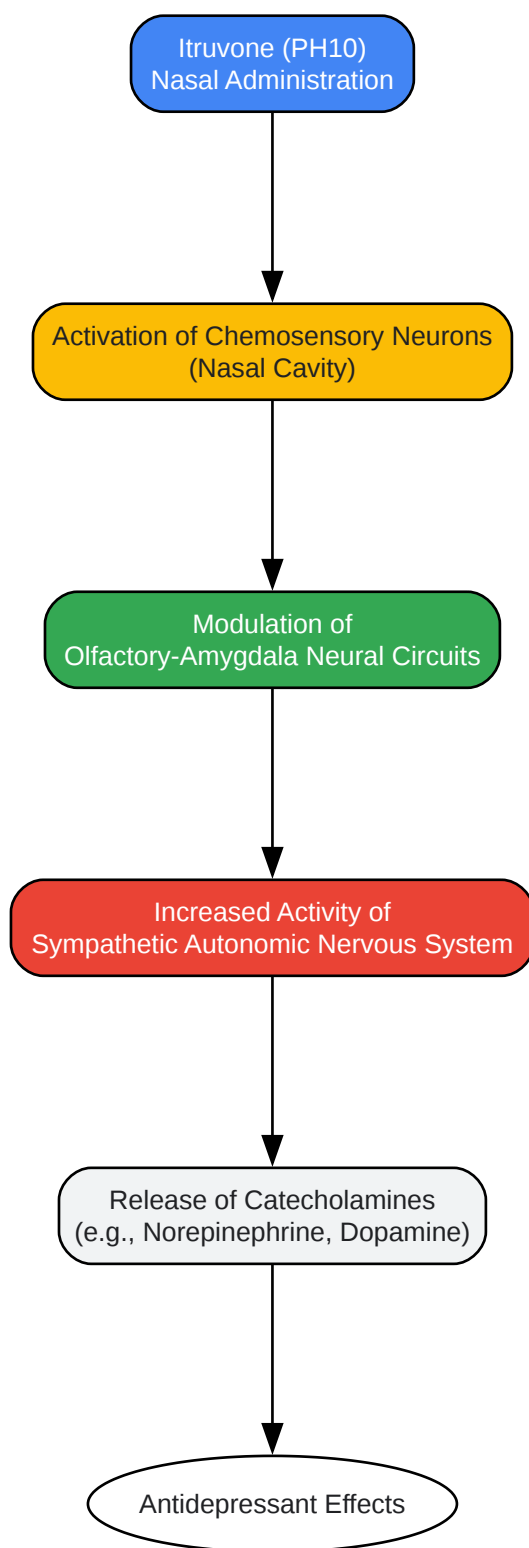 Itruvone (PH10)
Nasal Administration
Activation of Chemosensory Neurons
(Nasal Cavity)
Modulation of
Olfactory-Amygdala Neural Circuits
Increased Activity of
Sympathetic Autonomic Nervous System
Release of Catecholamines
(e.g., Norepinephrine, Dopamine)
Antidepressant Effects